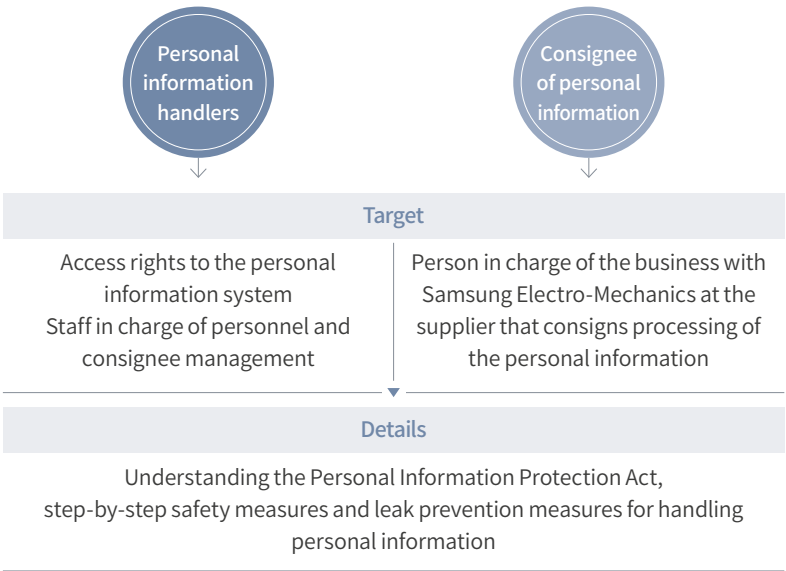 Personal
information
handlers
Consignee
of personal
information
Target
Access rights to the personal
information system
Staff in charge of personnel and
consignee management
Person in charge of the business with
Samsung Electro-Mechanics at the
supplier that consigns processing of
the personal information
Details
Understanding the Personal Information Protection Act,
step-by-step safety measures and leak prevention measures for handling
personal information